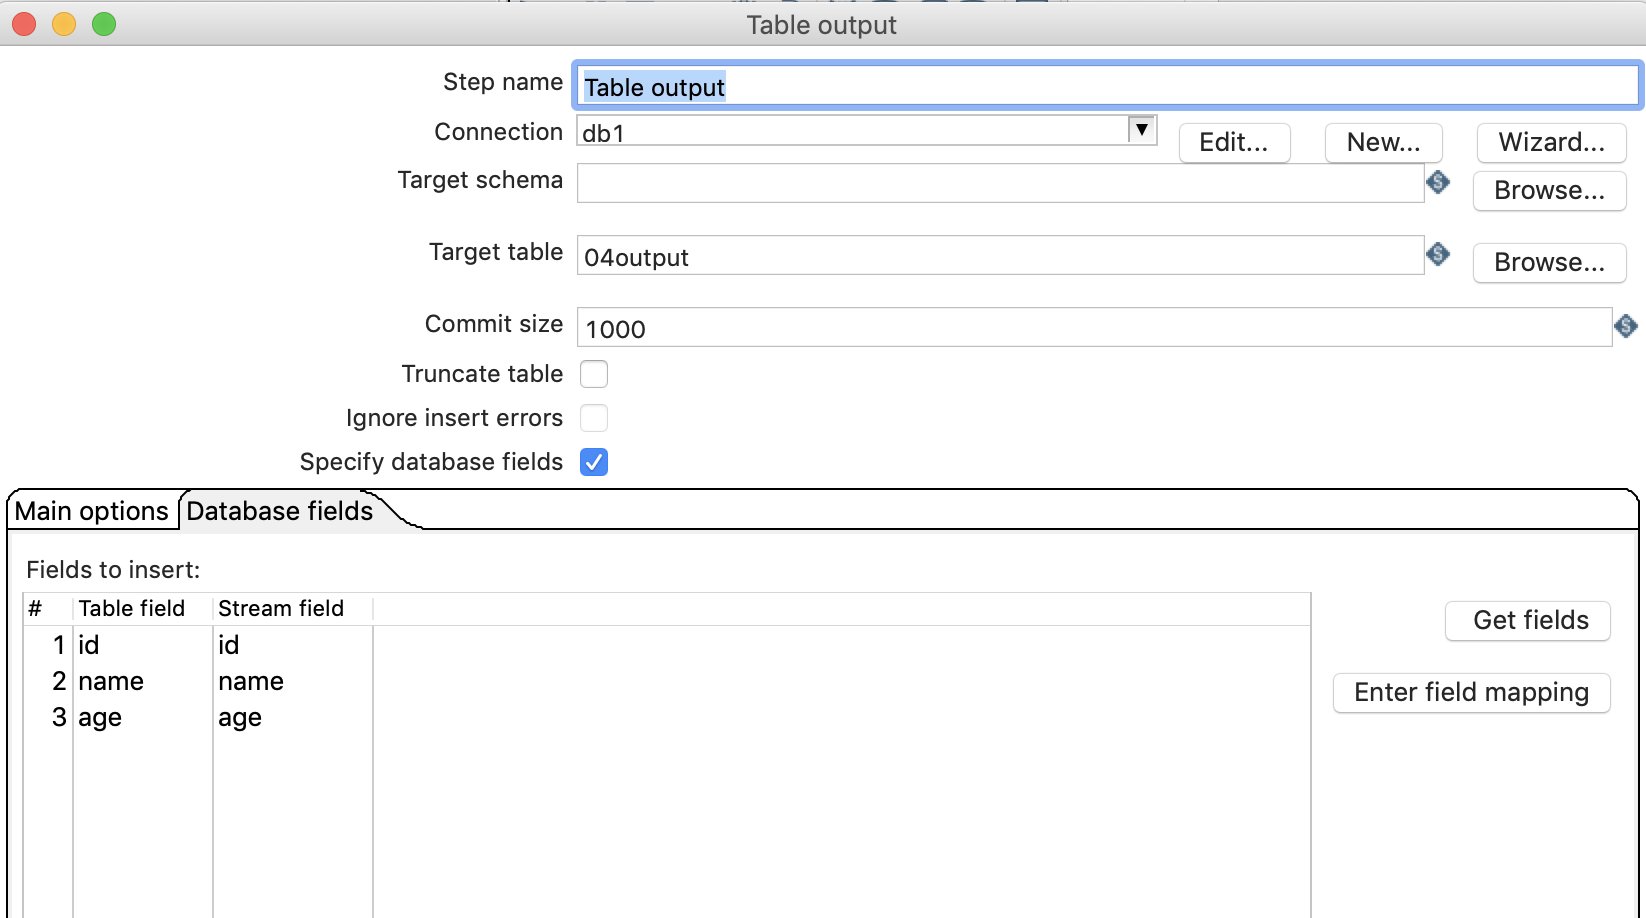 Table output
Step name Table output
Connection db1 ▼ Edit... New... Wizard...
Target schema $ Browse...
Target table 04output $ Browse...
Commit size 1000 $
Truncate table
Ignore insert errors
Specify database fields
Main options Database fields
Fields to insert:
# Table field Stream field
1 id id
2 name name
3 age age
Get fields
Enter field mapping